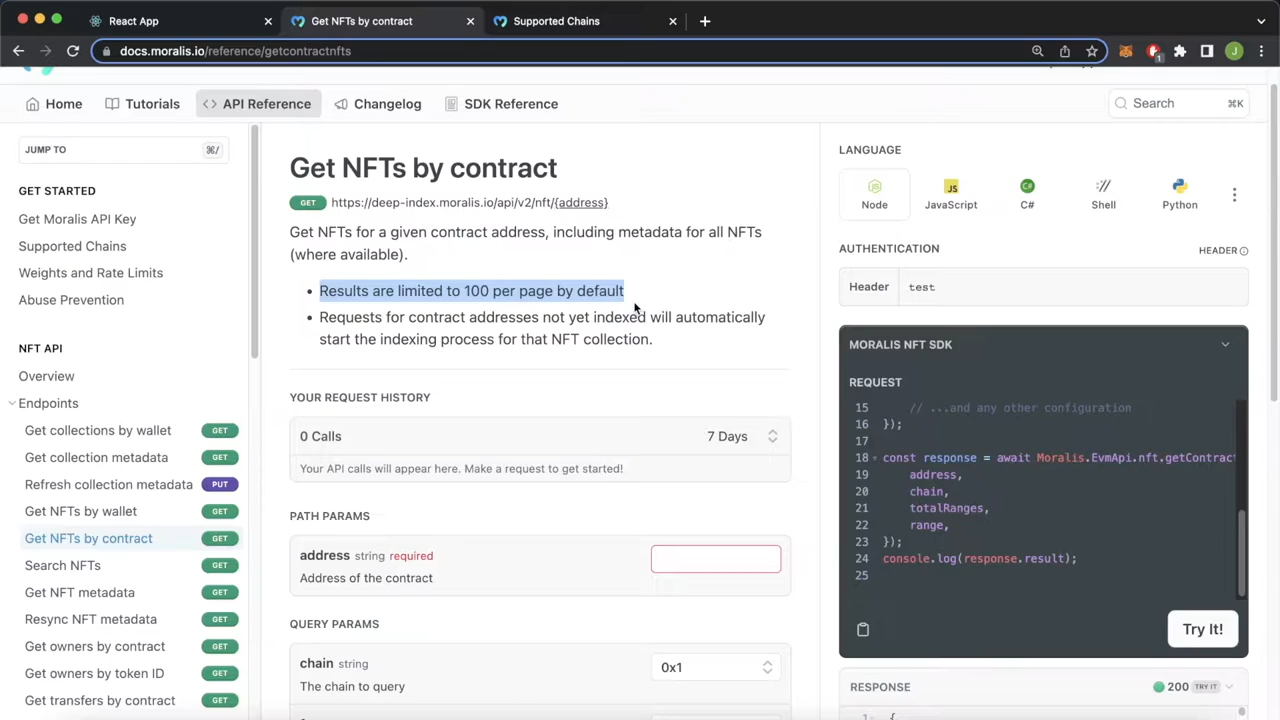 React App
Get NFTs by contract
Supported Chains
docs.moralis.io/reference/getcontractnfts
1
J
Home
Tutorials
<> API Reference
Changelog
SDK Reference
Search
⌘K
JUMP TO
⌘/
GET STARTED
Get Moralis API Key
Supported Chains
Weights and Rate Limits
Abuse Prevention
NFT API
Overview
Endpoints
Get collections by wallet GET
Get collection metadata GET
Refresh collection metadata PUT
Get NFTs by wallet GET
Get NFTs by contract GET
Search NFTs GET
Get NFT metadata GET
Resync NFT metadata GET
Get owners by contract GET
Get owners by token ID GET
Get transfers by contract GET
Get NFTs by contract
GET https://deep-index.moralis.io/api/v2/nft/{address}
Get NFTs for a given contract address, including metadata for all NFTs
(where available).
• Results are limited to 100 per page by default
• Requests for contract addresses not yet indexed will automatically
start the indexing process for that NFT collection.
YOUR REQUEST HISTORY
0 Calls
7 Days
Your API calls will appear here. Make a request to get started!
PATH PARAMS
address string required
Address of the contract
QUERY PARAMS
chain string
0x1
The chain to query
LANGUAGE
Node
JS
JavaScript
C#
Shell
Python
AUTHENTICATION
HEADER
Header
test
MORALIS NFT SDK
REQUEST
15 // ...and any other configuration
16 });
17
18 const response = await Moralis.EvmApi.nft.getContract
19 address,
20 chain,
21 totalRanges,
22 range,
23 });
24 console.log(response.result);
25
Try It!
RESPONSE
200 TRY IT
1 {